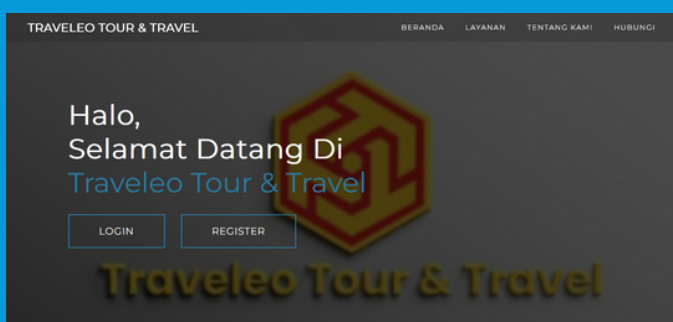 TRAVELEO TOUR & TRAVEL
BERANDA LAYANAN TENTANG KAMI HUBUNGI
Halo,
Selamat Datang Di
Traveleo Tour & Travel
LOGIN REGISTER
Traveleo Tour & Travel